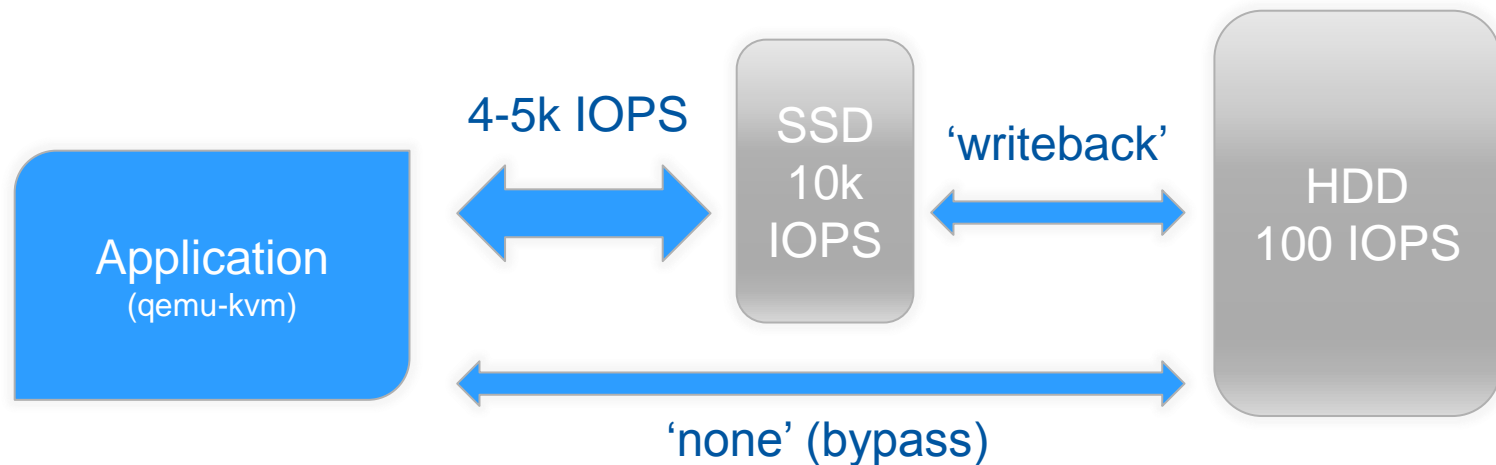 Application
(qemu-kvm)
4-5k IOPS
SSD
10k
IOPS
‘writeback’
HDD
100 IOPS
‘none’ (bypass)